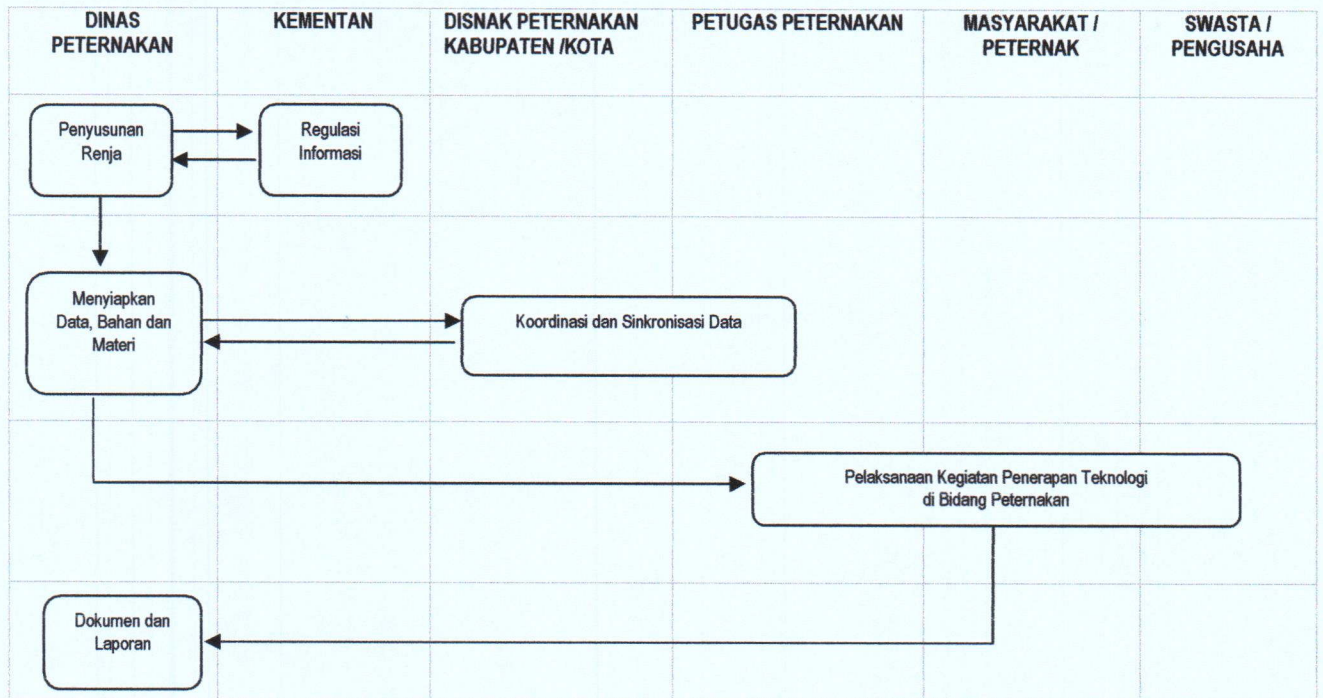 DINAS
PETERNAKAN
KEMENTAN
DISNAK PETERNAKAN
KABUPATEN /KOTA
PETUGAS PETERNAKAN
MASYARAKAT /
PETERNAK
SWASTA /
PENGUSAHA
Penyusunan
Renja
Regulasi
Informasi
Menyiapkan
Data, Bahan dan
Materi
Koordinasi dan Sinkronisasi Data
Pelaksanaan Kegiatan Penerapan Teknologi
di Bidang Peternakan
Dokumen dan
Laporan